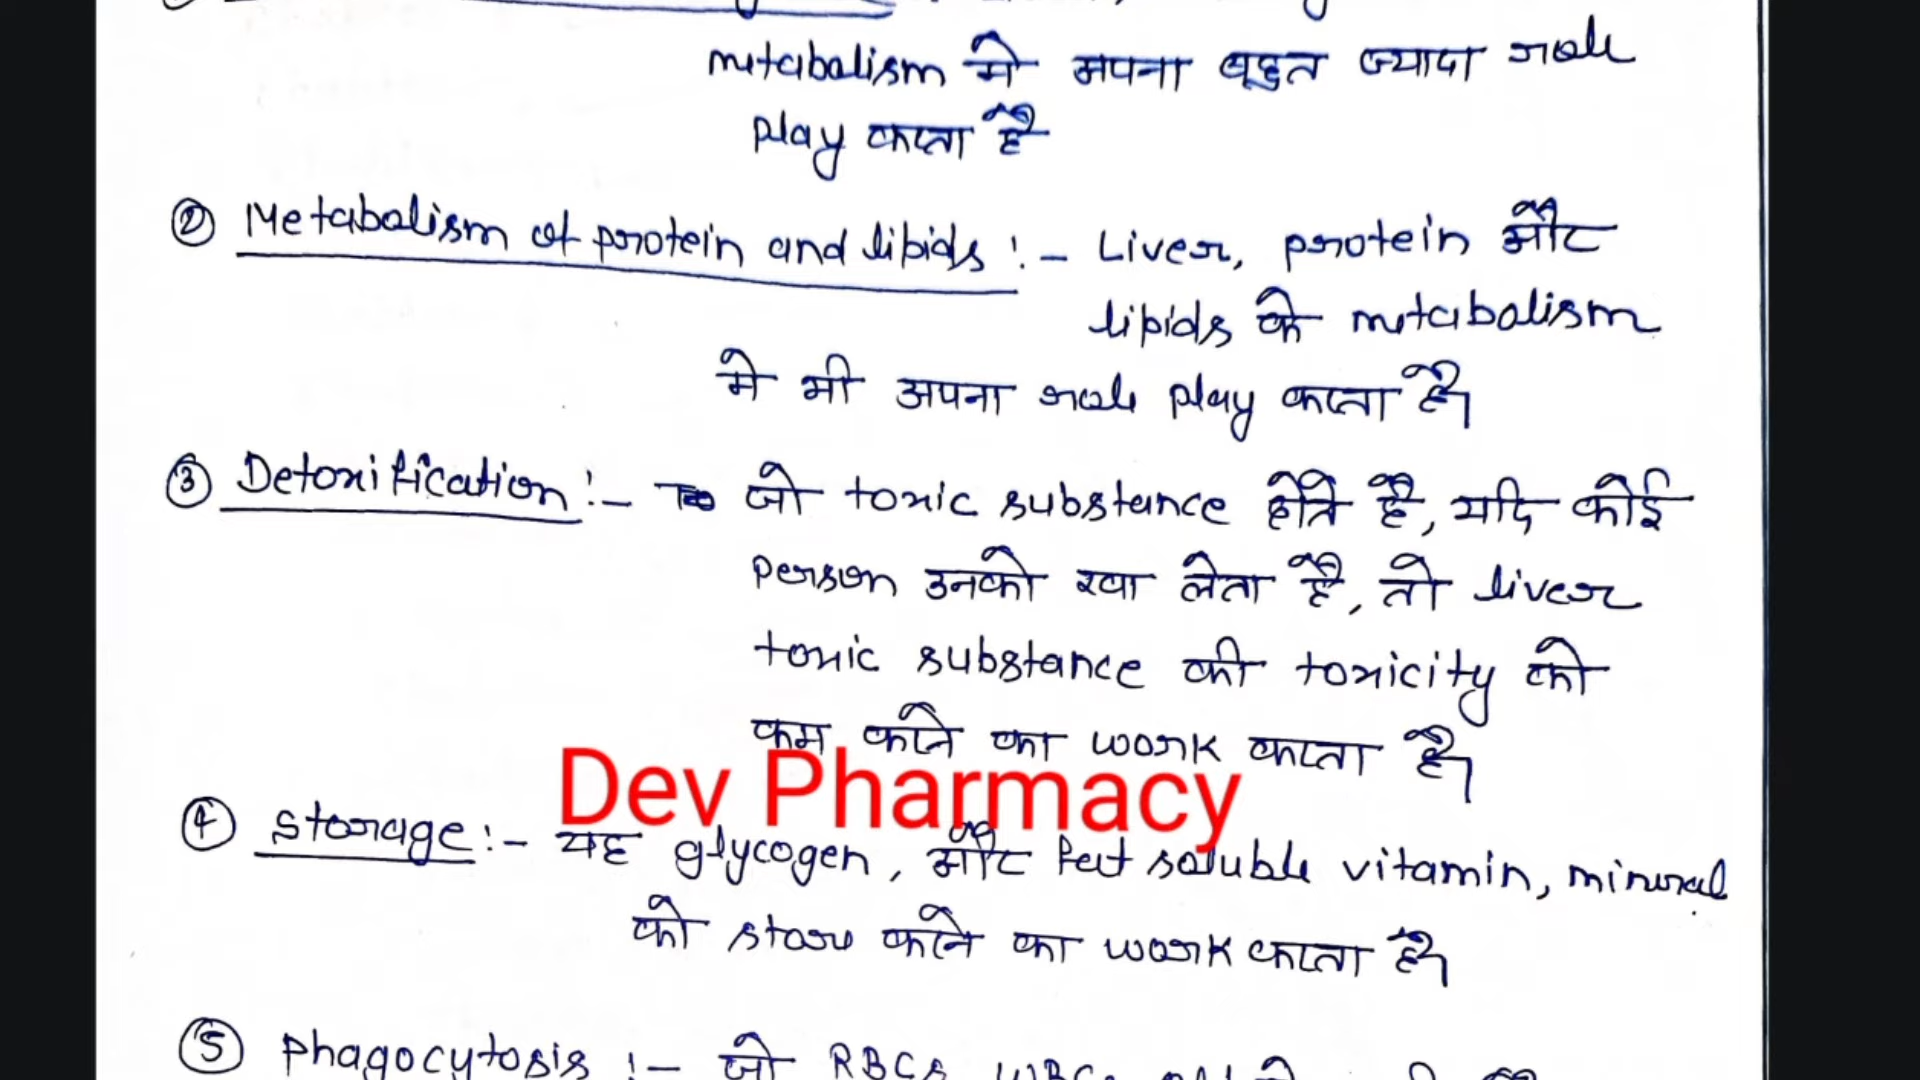 metabolism मे अपना बहुत ज्यादा role
play करता है
② Metabolism of protein and lipids :- Liver, protein और
lipids के metabolism
मे भी अपना role play करता है।
③ Detoxification :- जो toxic substance होते है, यदि कोई
person उनको खा लेता है, तो liver
toxic substance की toxicity को
कम करने का work करता है।
Dev Pharmacy
④ Storage :- यह glycogen, और fat soluble vitamin, mineral
को store करने का work करता है।
⑤ Phagocytosis :- जो RBCs WBCs